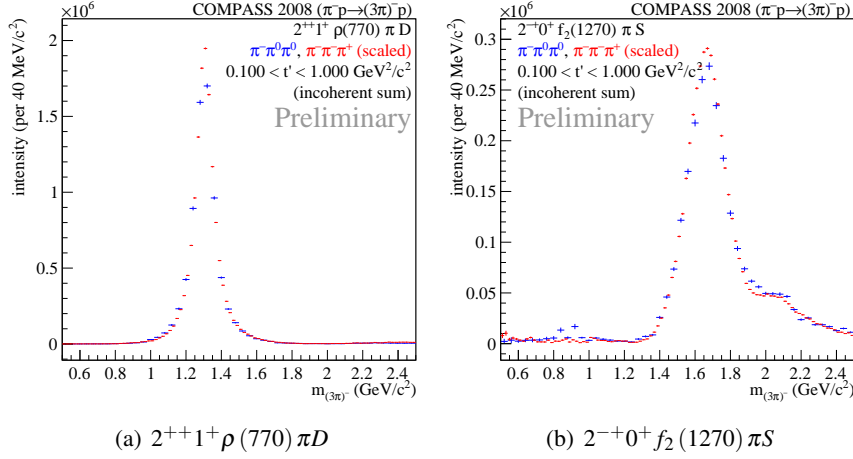 COMPASS 2008 (π⁻p→(3π)⁻p)
×10⁶
2⁺⁺1⁺ ρ(770) π D
π⁻π⁰π⁰, π⁻π⁻π⁺ (scaled)
0.100 < t' < 1.000 GeV²/c²
(incoherent sum)
Preliminary
intensity (per 40 MeV/c²)
2
1.5
1
0.5
0
0.6 0.8 1 1.2 1.4 1.6 1.8 2 2.2 2.4
m(3π)⁻ (GeV/c²)
(a) 2⁺⁺1⁺ρ(770)πD
COMPASS 2008 (π⁻p→(3π)⁻p)
×10⁶
2⁻⁺0⁺ f₂(1270) π S
π⁻π⁰π⁰, π⁻π⁻π⁺ (scaled)
0.100 < t' < 1.000 GeV²/c²
(incoherent sum)
Preliminary
intensity (per 40 MeV/c²)
0.3
0.25
0.2
0.15
0.1
0.05
0
0.6 0.8 1 1.2 1.4 1.6 1.8 2 2.2 2.4
m(3π)⁻ (GeV/c²)
(b) 2⁻⁺0⁺f₂(1270)πS